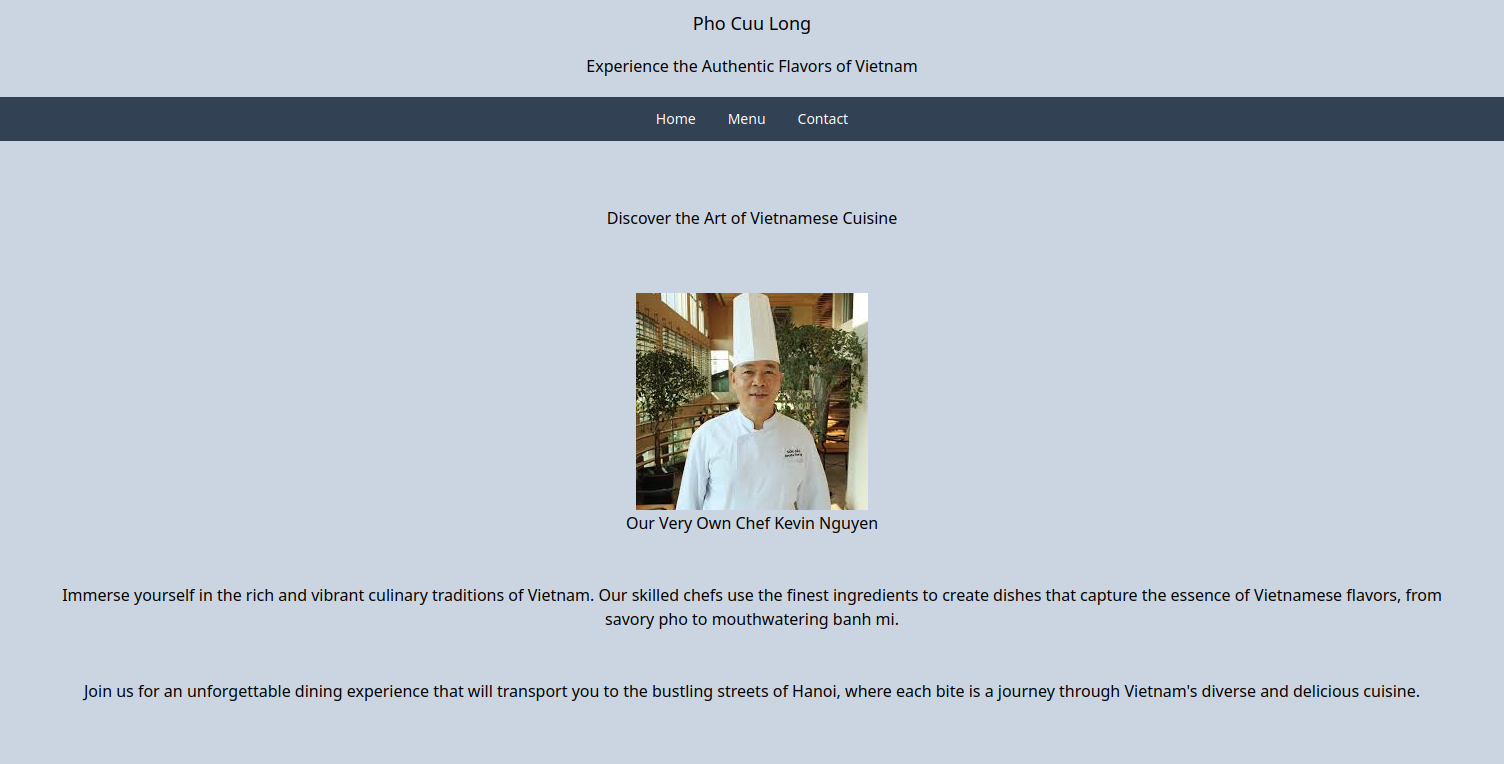 Pho Cuu Long
Experience the Authentic Flavors of Vietnam
Home Menu Contact
Discover the Art of Vietnamese Cuisine
Our Very Own Chef Kevin Nguyen
Immerse yourself in the rich and vibrant culinary traditions of Vietnam. Our skilled chefs use the finest ingredients to create dishes that capture the essence of Vietnamese flavors, from
savory pho to mouthwatering banh mi.
Join us for an unforgettable dining experience that will transport you to the bustling streets of Hanoi, where each bite is a journey through Vietnam's diverse and delicious cuisine.